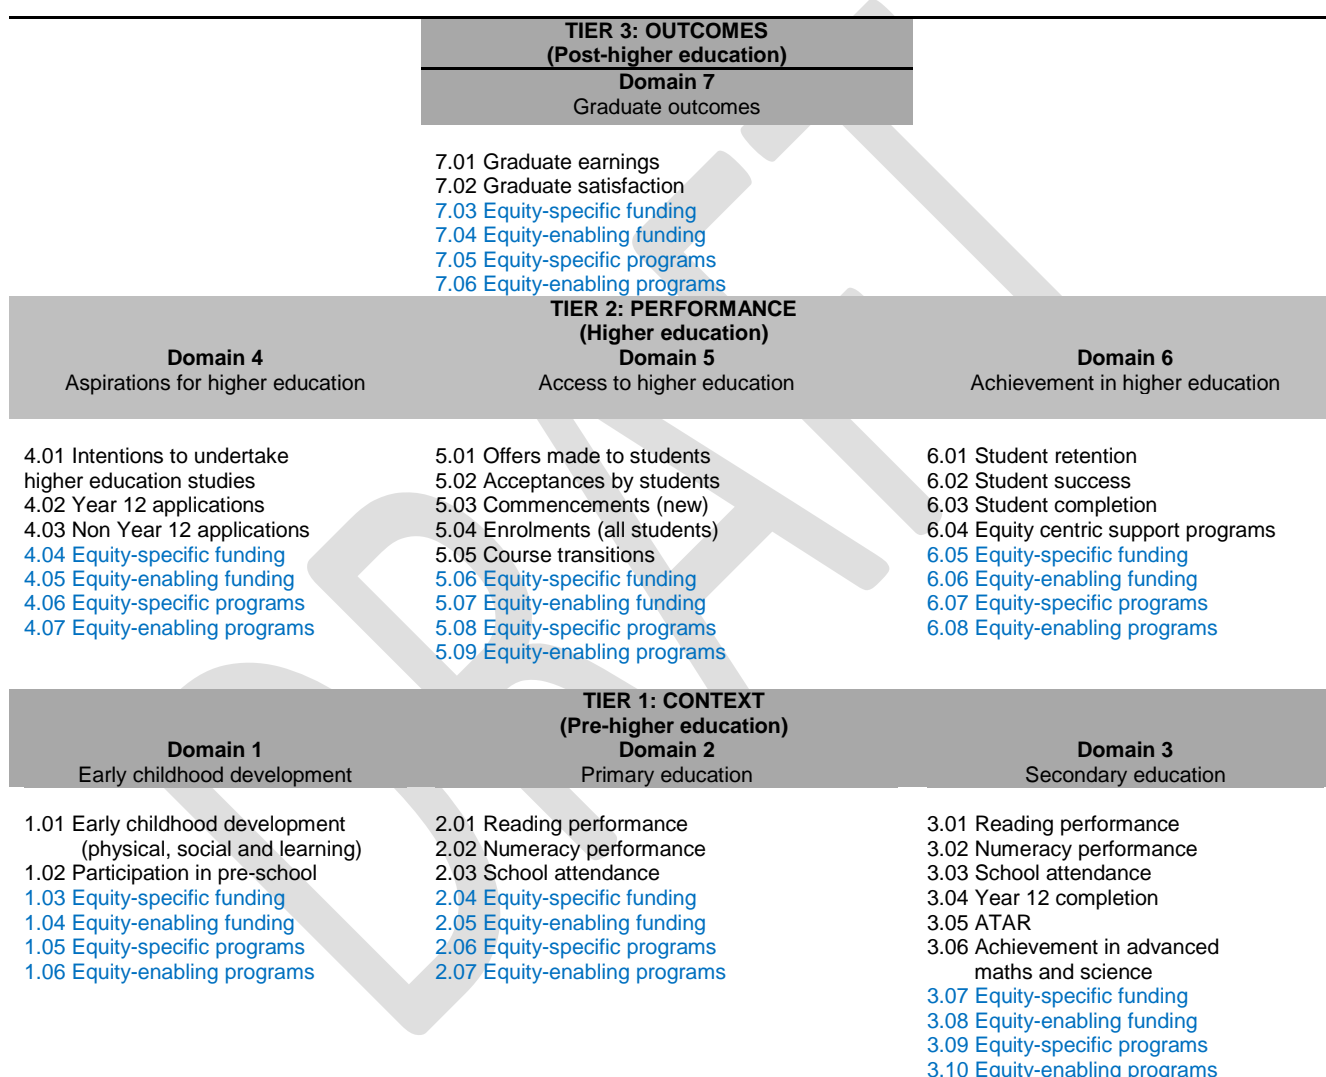 TIER 3: OUTCOMES
(Post-higher education)
Domain 7
Graduate outcomes
7.01 Graduate earnings
7.02 Graduate satisfaction
7.03 Equity-specific funding
7.04 Equity-enabling funding
7.05 Equity-specific programs
7.06 Equity-enabling programs
TIER 2: PERFORMANCE
(Higher education)
Domain 4
Aspirations for higher education
Domain 5
Access to higher education
Domain 6
Achievement in higher education
4.01 Intentions to undertake
higher education studies
4.02 Year 12 applications
4.03 Non Year 12 applications
4.04 Equity-specific funding
4.05 Equity-enabling funding
4.06 Equity-specific programs
4.07 Equity-enabling programs
5.01 Offers made to students
5.02 Acceptances by students
5.03 Commencements (new)
5.04 Enrolments (all students)
5.05 Course transitions
5.06 Equity-specific funding
5.07 Equity-enabling funding
5.08 Equity-specific programs
5.09 Equity-enabling programs
6.01 Student retention
6.02 Student success
6.03 Student completion
6.04 Equity centric support programs
6.05 Equity-specific funding
6.06 Equity-enabling funding
6.07 Equity-specific programs
6.08 Equity-enabling programs
TIER 1: CONTEXT
(Pre-higher education)
Domain 1
Early childhood development
Domain 2
Primary education
Domain 3
Secondary education
1.01 Early childhood development
(physical, social and learning)
1.02 Participation in pre-school
1.03 Equity-specific funding
1.04 Equity-enabling funding
1.05 Equity-specific programs
1.06 Equity-enabling programs
2.01 Reading performance
2.02 Numeracy performance
2.03 School attendance
2.04 Equity-specific funding
2.05 Equity-enabling funding
2.06 Equity-specific programs
2.07 Equity-enabling programs
3.01 Reading performance
3.02 Numeracy performance
3.03 School attendance
3.04 Year 12 completion
3.05 ATAR
3.06 Achievement in advanced
maths and science
3.07 Equity-specific funding
3.08 Equity-enabling funding
3.09 Equity-specific programs
3.10 Equity-enabling programs
DRAFT